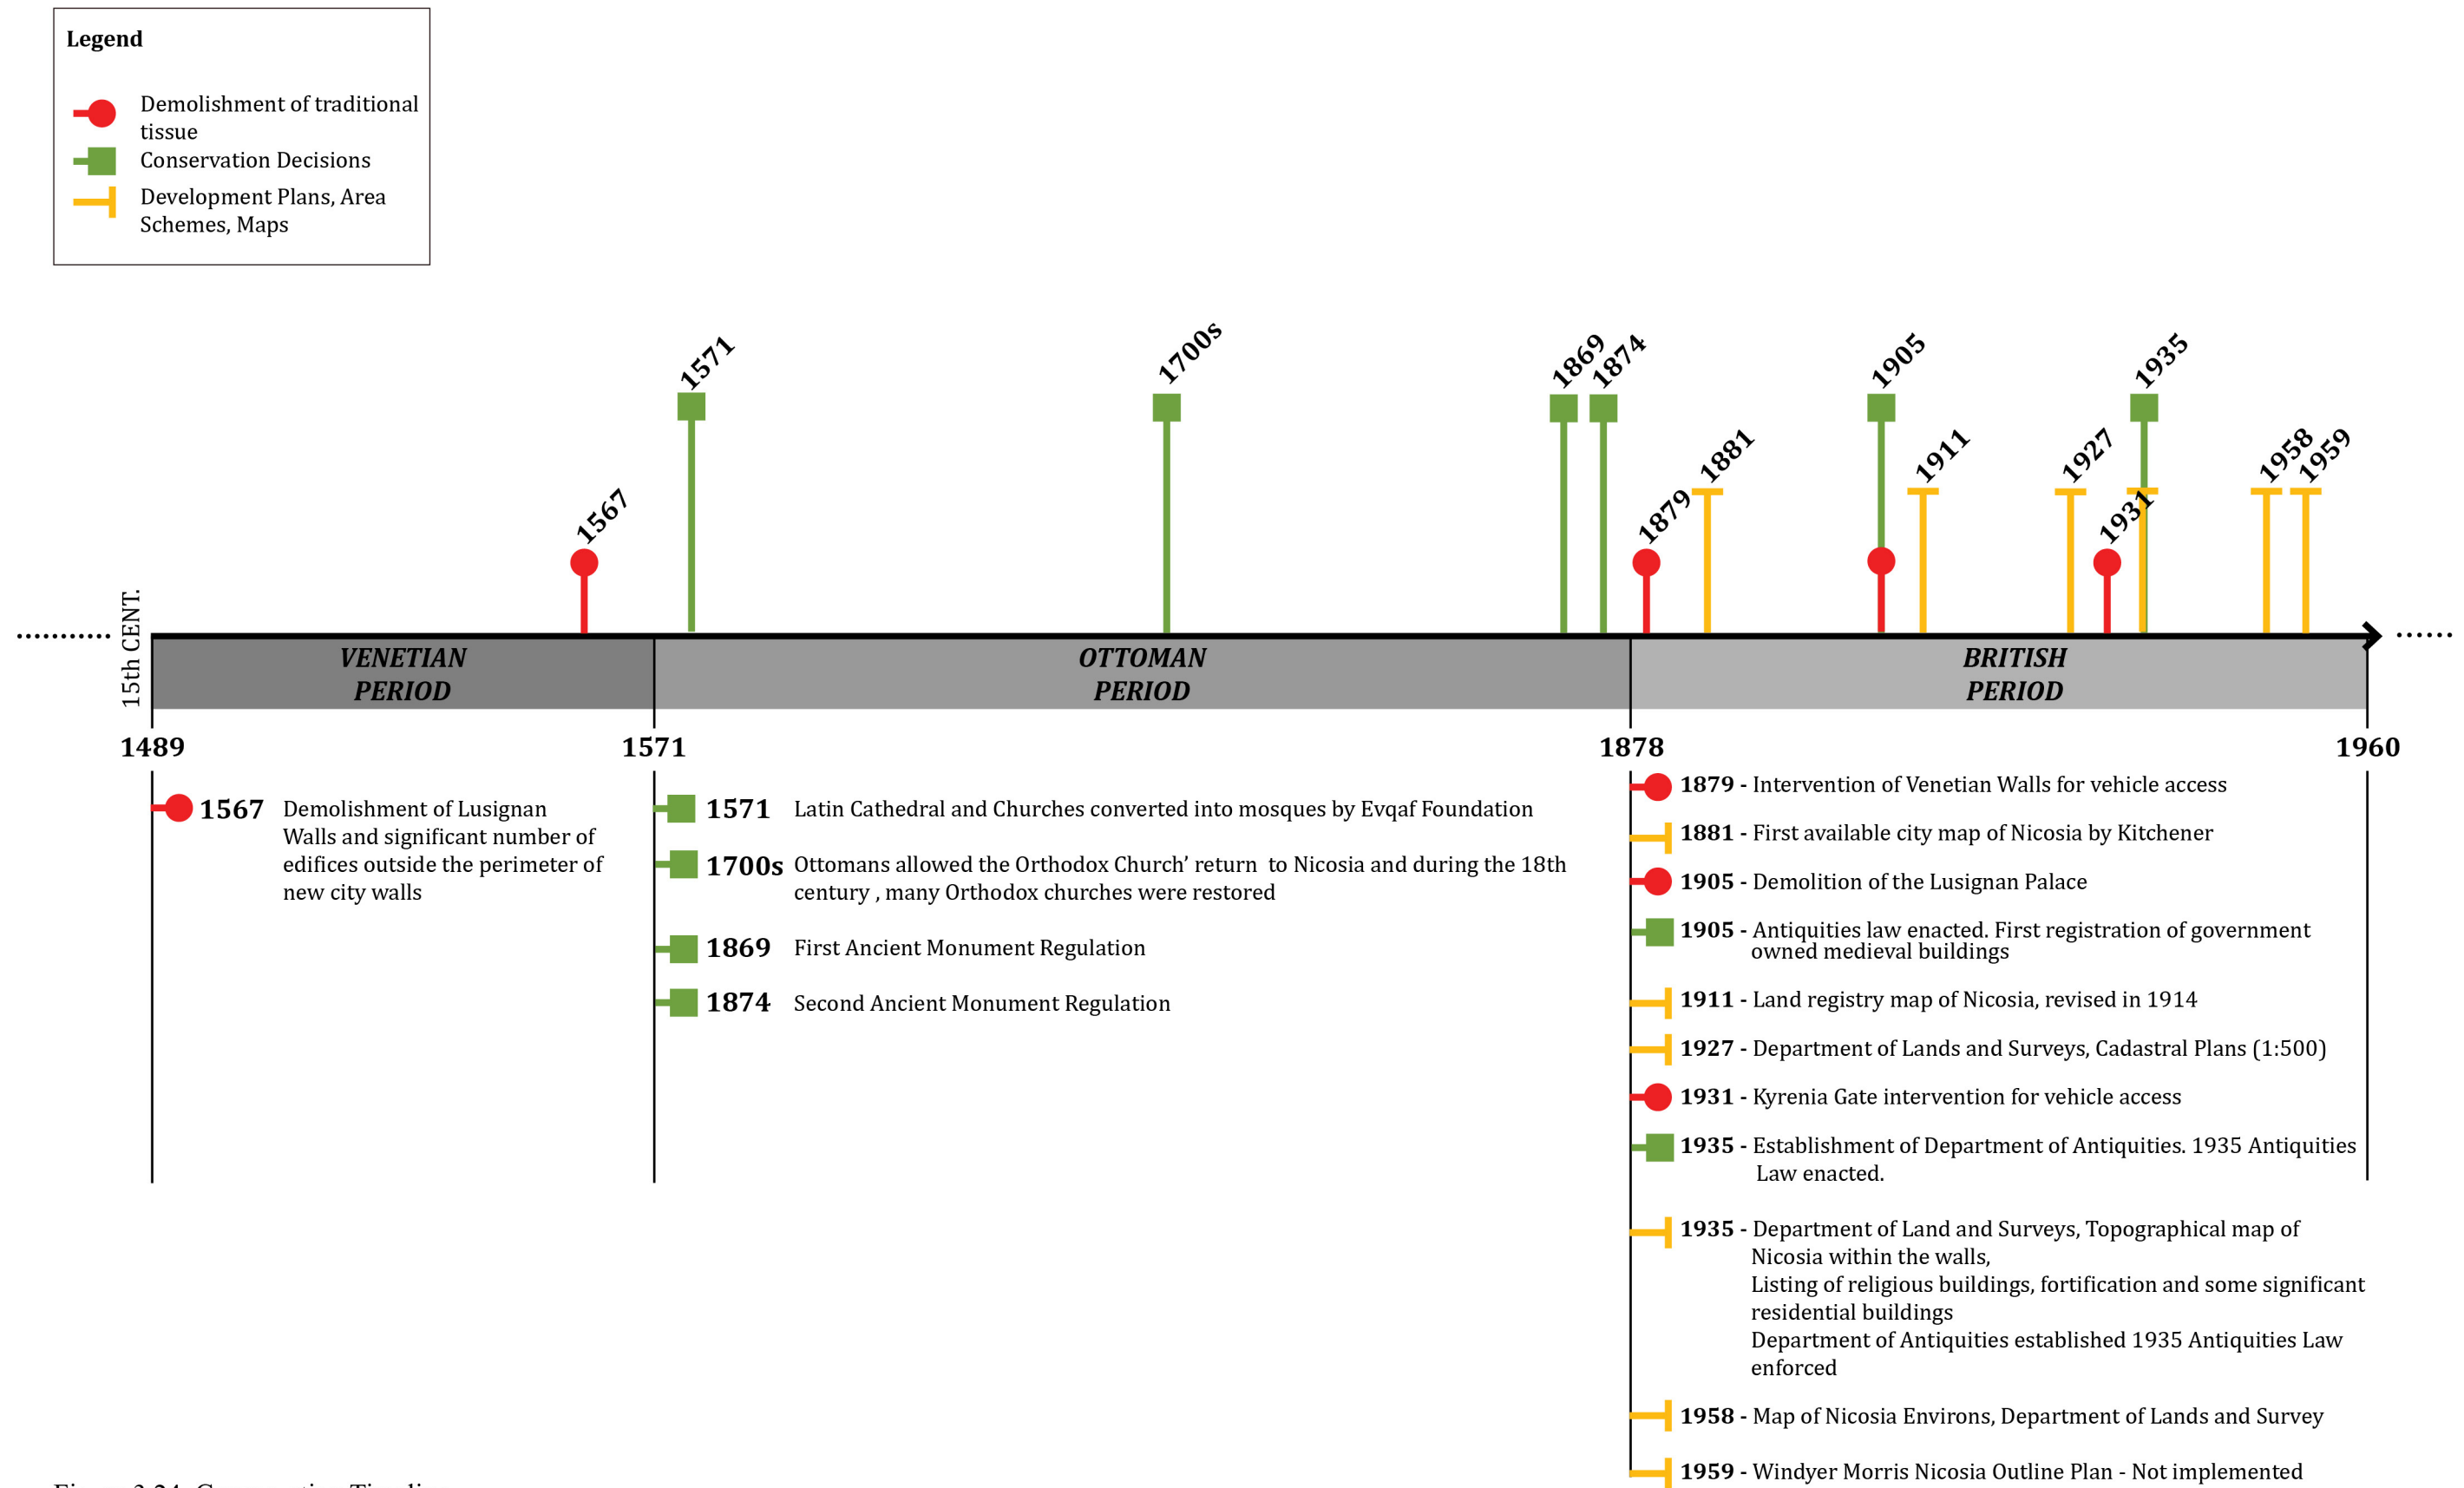 Legend
Demolishment of traditional
tissue
Conservation Decisions
Development Plans, Area
Schemes, Maps
1571
1700s
1869
1874
1905
1935
1567
1879
1881
1911
1927
1931
1958
1959
15th CENT.
VENETIAN
PERIOD
OTTOMAN
PERIOD
BRITISH
PERIOD
1489
1571
1878
1960
1567 Demolishment of Lusignan
Walls and significant number of
edifices outside the perimeter of
new city walls
1571 Latin Cathedral and Churches converted into mosques by Evqaf Foundation
1700s Ottomans allowed the Orthodox Church’ return to Nicosia and during the 18th
century , many Orthodox churches were restored
1869 First Ancient Monument Regulation
1874 Second Ancient Monument Regulation
1879 - Intervention of Venetian Walls for vehicle access
1881 - First available city map of Nicosia by Kitchener
1905 - Demolition of the Lusignan Palace
1905 - Antiquities law enacted. First registration of government
owned medieval buildings
1911 - Land registry map of Nicosia, revised in 1914
1927 - Department of Lands and Surveys, Cadastral Plans (1:500)
1931 - Kyrenia Gate intervention for vehicle access
1935 - Establishment of Department of Antiquities. 1935 Antiquities
Law enacted.
1935 - Department of Land and Surveys, Topographical map of
Nicosia within the walls,
Listing of religious buildings, fortification and some significant
residential buildings
Department of Antiquities established 1935 Antiquities Law
enforced
1958 - Map of Nicosia Environs, Department of Lands and Survey
1959 - Windyer Morris Nicosia Outline Plan - Not implemented